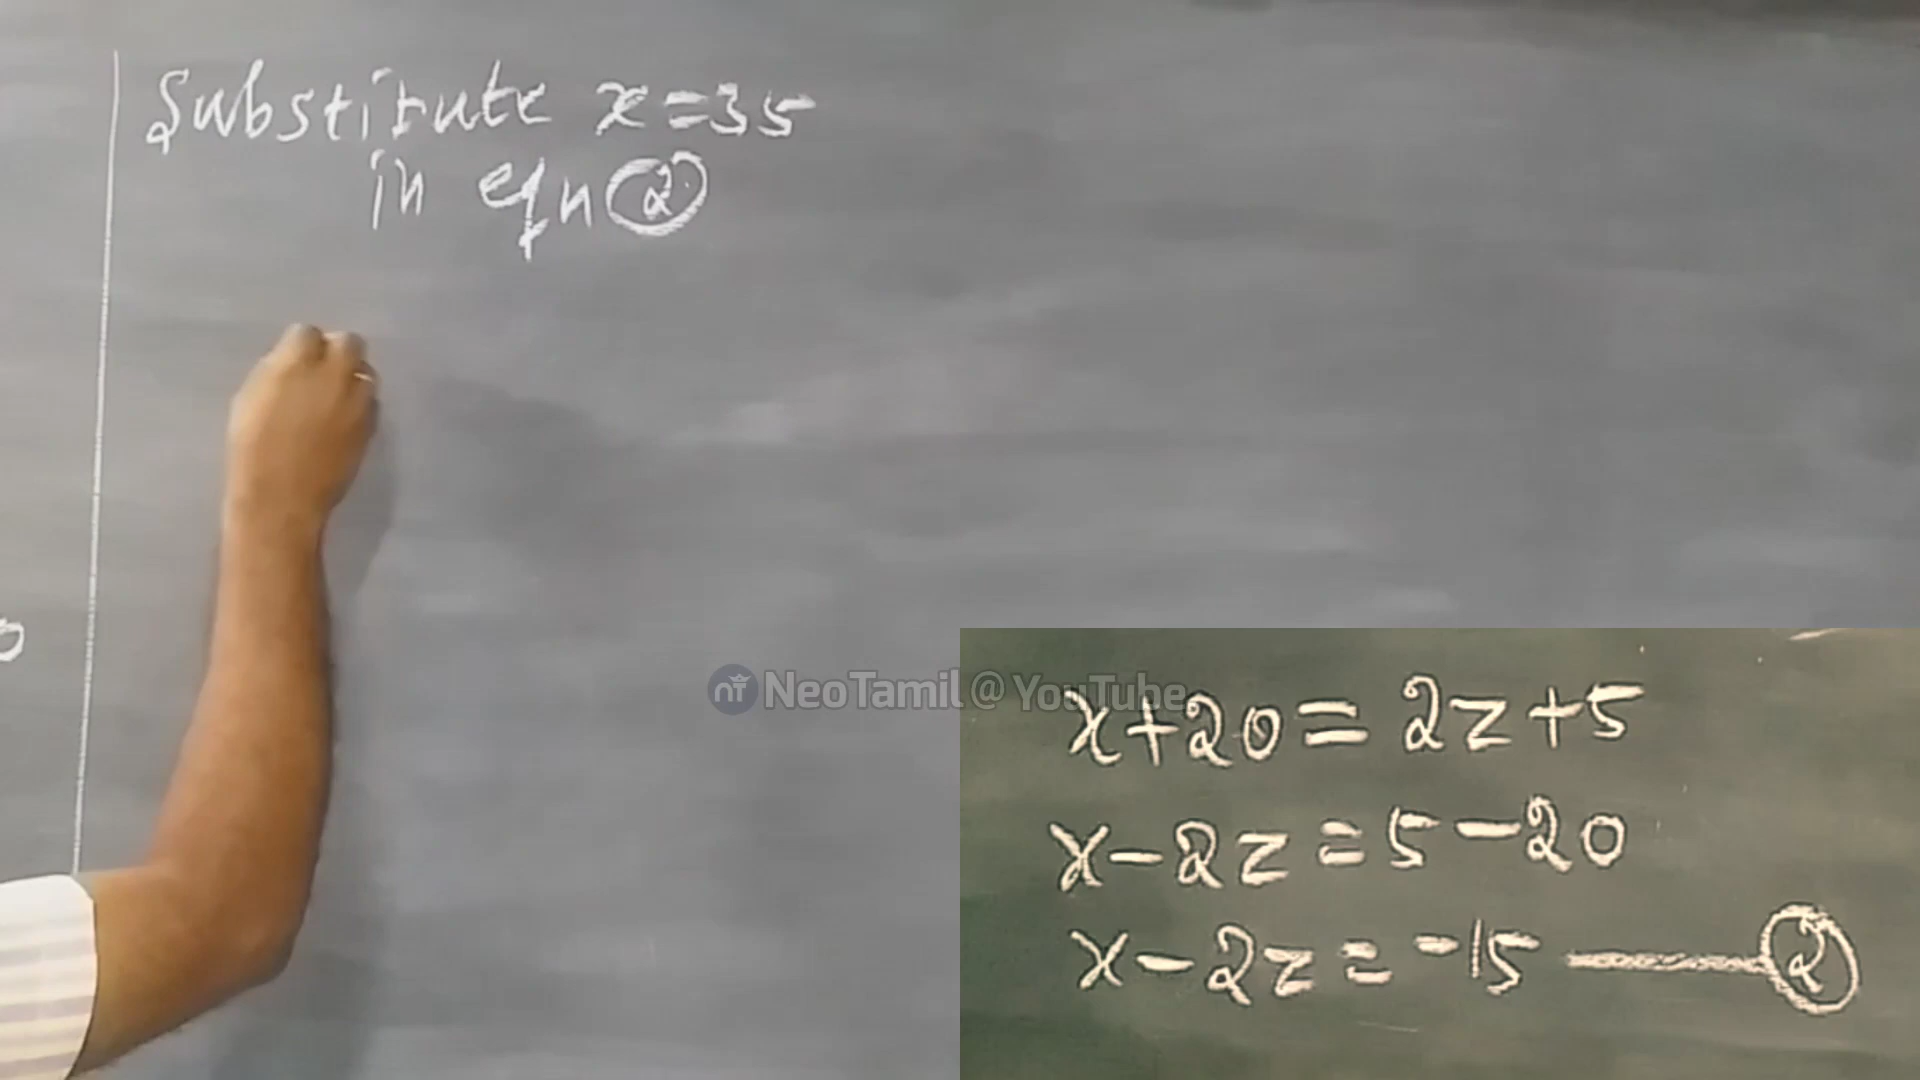 Substitute x=35
in eqn ②
NeoTamil @ YouTube
x+20=2z+5
x-2z=5-20
x-2z=-15 — ②